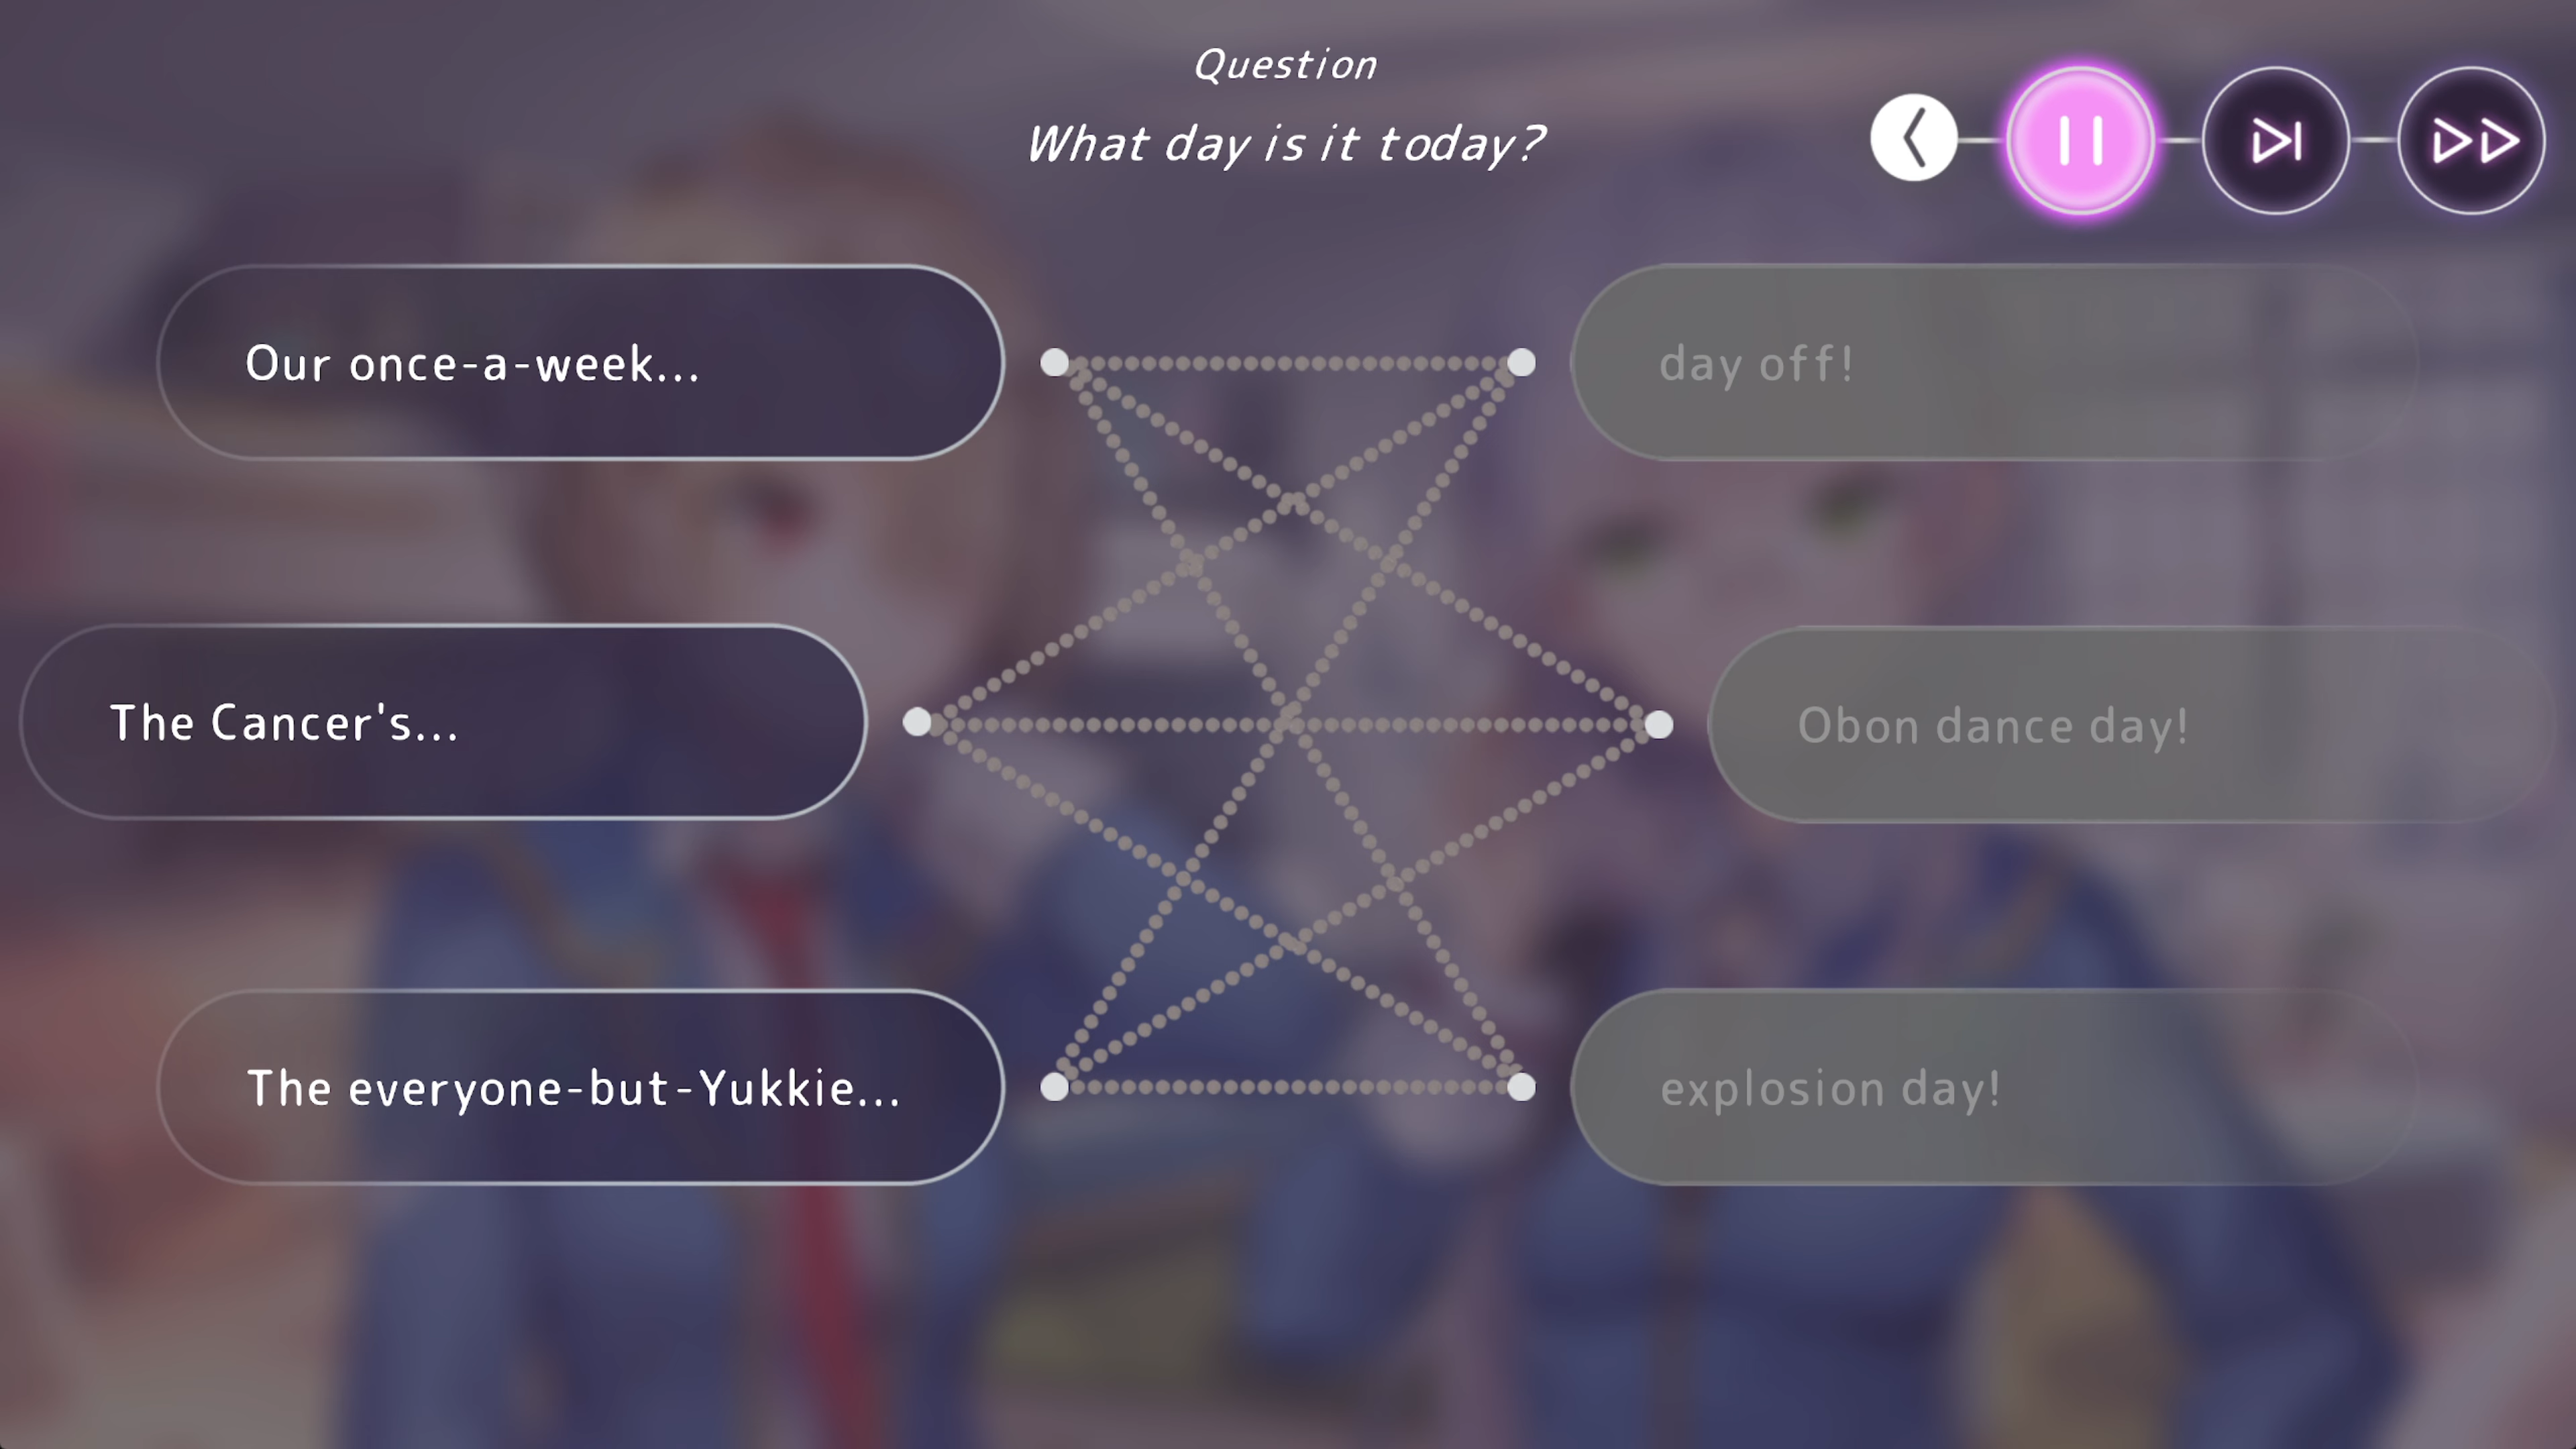 Question
What day is it today?
Our once-a-week...
day off!
The Cancer's...
Obon dance day!
The everyone-but-Yukkie...
explosion day!